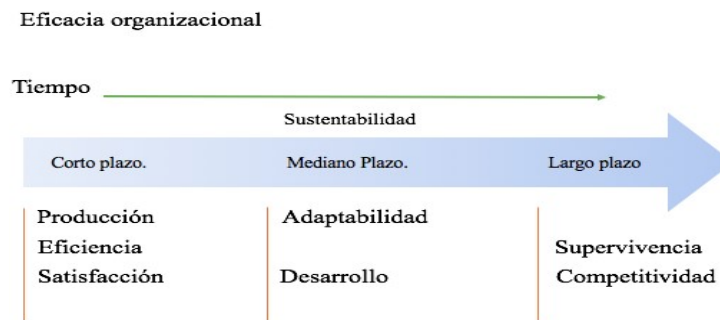 Eficacia organizacional
Tiempo
Sustentabilidad
Corto plazo.
Mediano Plazo.
Largo plazo
Producción
Eficiencia
Satisfacción
Adaptabilidad
Desarrollo
Supervivencia
Competitividad